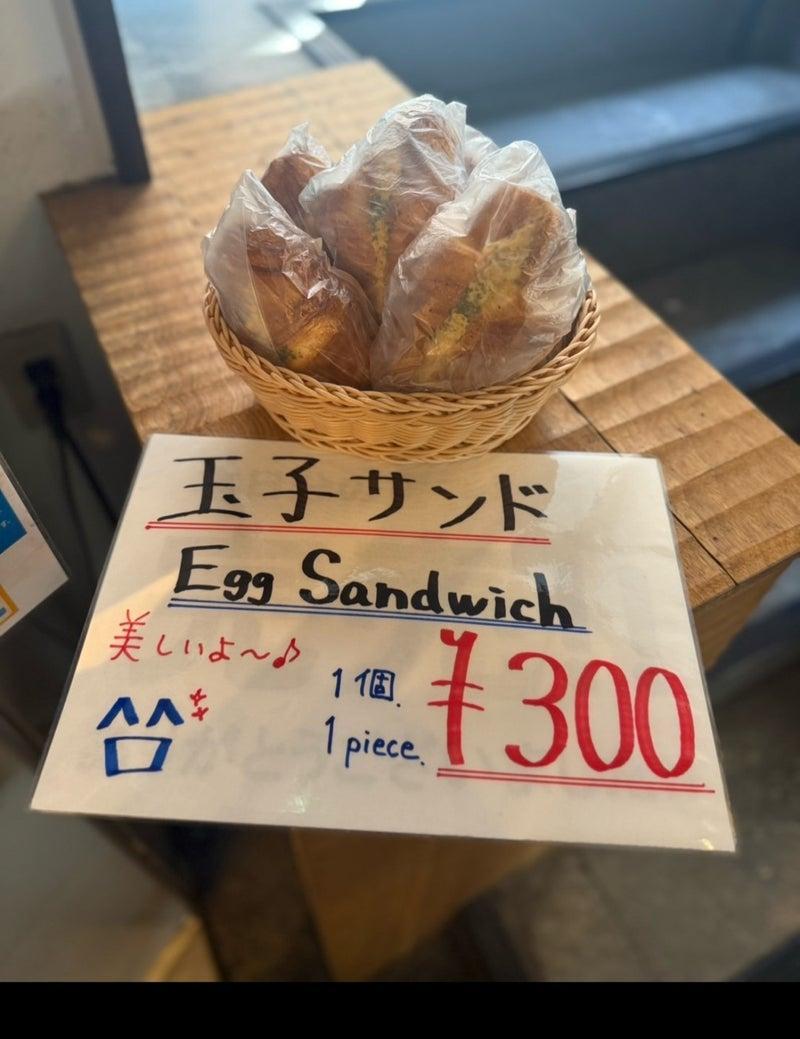 玉子サンド
Egg Sandwich
美しいよ〜♪
1個.
1 piece.
¥300